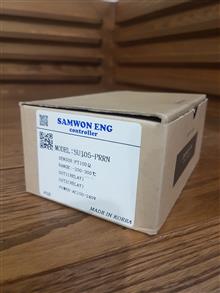 SAMWON ENG
controller
MODEL:SU105-PRRN
SENSOR:PT100Ω
RANGE:-200-300℃
OUT1:RELAY1
OUT2:RELAY1
POWER:AC100-240V
MADE IN KOREA